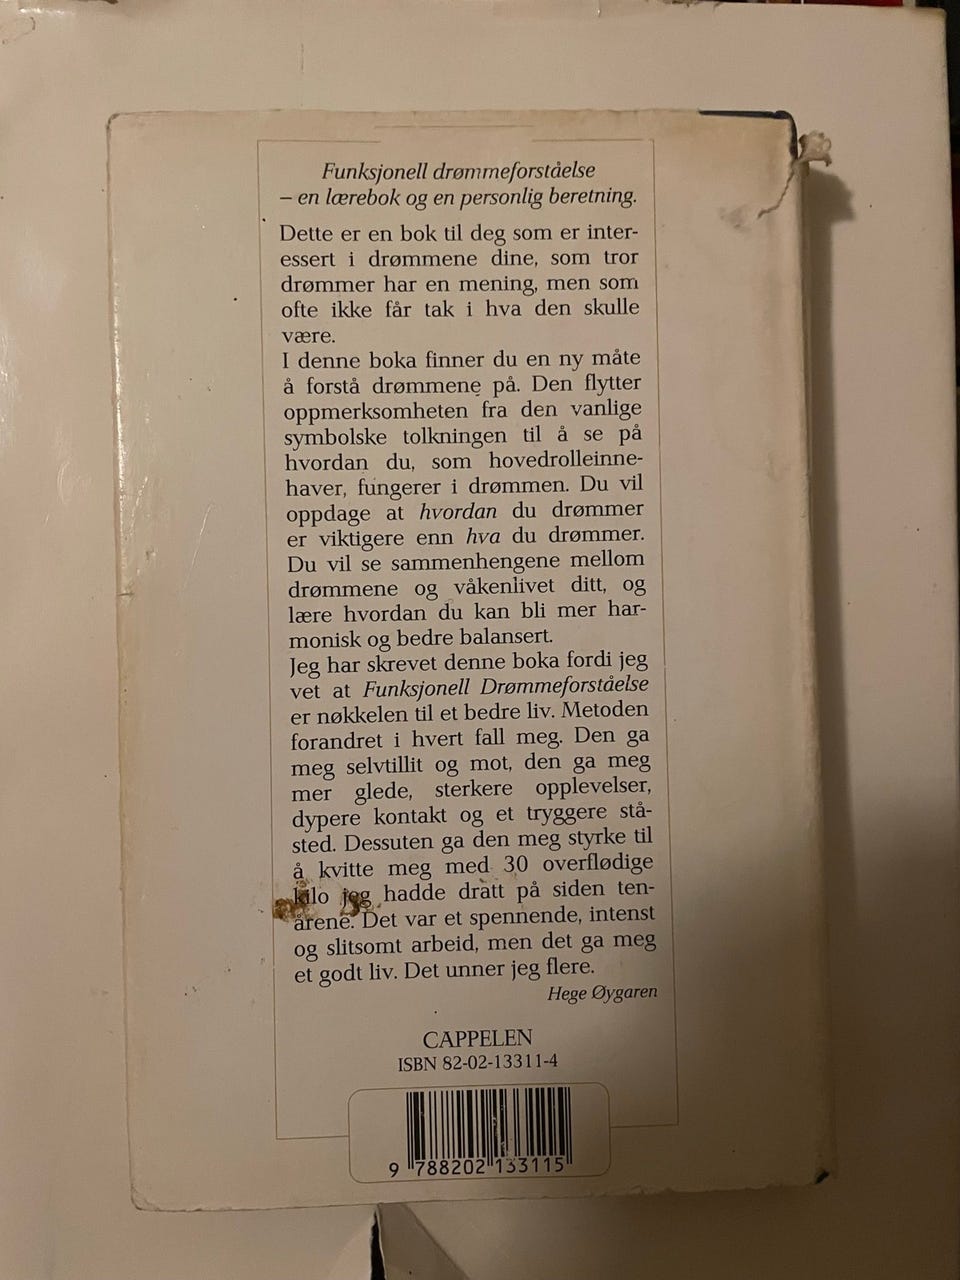 Funksjonell drømmeforståelse
– en lærebok og en personlig beretning.
Dette er en bok til deg som er inter-
essert i drømmene dine, som tror
drømmer har en mening, men som
ofte ikke får tak i hva den skulle
være.
I denne boka finner du en ny måte
å forstå drømmene på. Den flytter
oppmerksomheten fra den vanlige
symbolske tolkningen til å se på
hvordan du, som hovedrolleinne-
haver, fungerer i drømmen. Du vil
oppdage at hvordan du drømmer
er viktigere enn hva du drømmer.
Du vil se sammenhengene mellom
drømmene og våkenlivet ditt, og
lære hvordan du kan bli mer har-
monisk og bedre balansert.
Jeg har skrevet denne boka fordi jeg
vet at Funksjonell Drømmeforståelse
er nøkkelen til et bedre liv. Metoden
forandret i hvert fall meg. Den ga
meg selvtillit og mot, den ga meg
mer glede, sterkere opplevelser,
dypere kontakt og et tryggere stå-
sted. Dessuten ga den meg styrke til
å kvitte meg med 30 overflødige
kilo jeg hadde dratt på siden ten-
årene. Det var et spennende, intenst
og slitsomt arbeid, men det ga meg
et godt liv. Det unner jeg flere.
Hege Øygaren
CAPPELEN
ISBN 82-02-13311-4
9 788202 133115